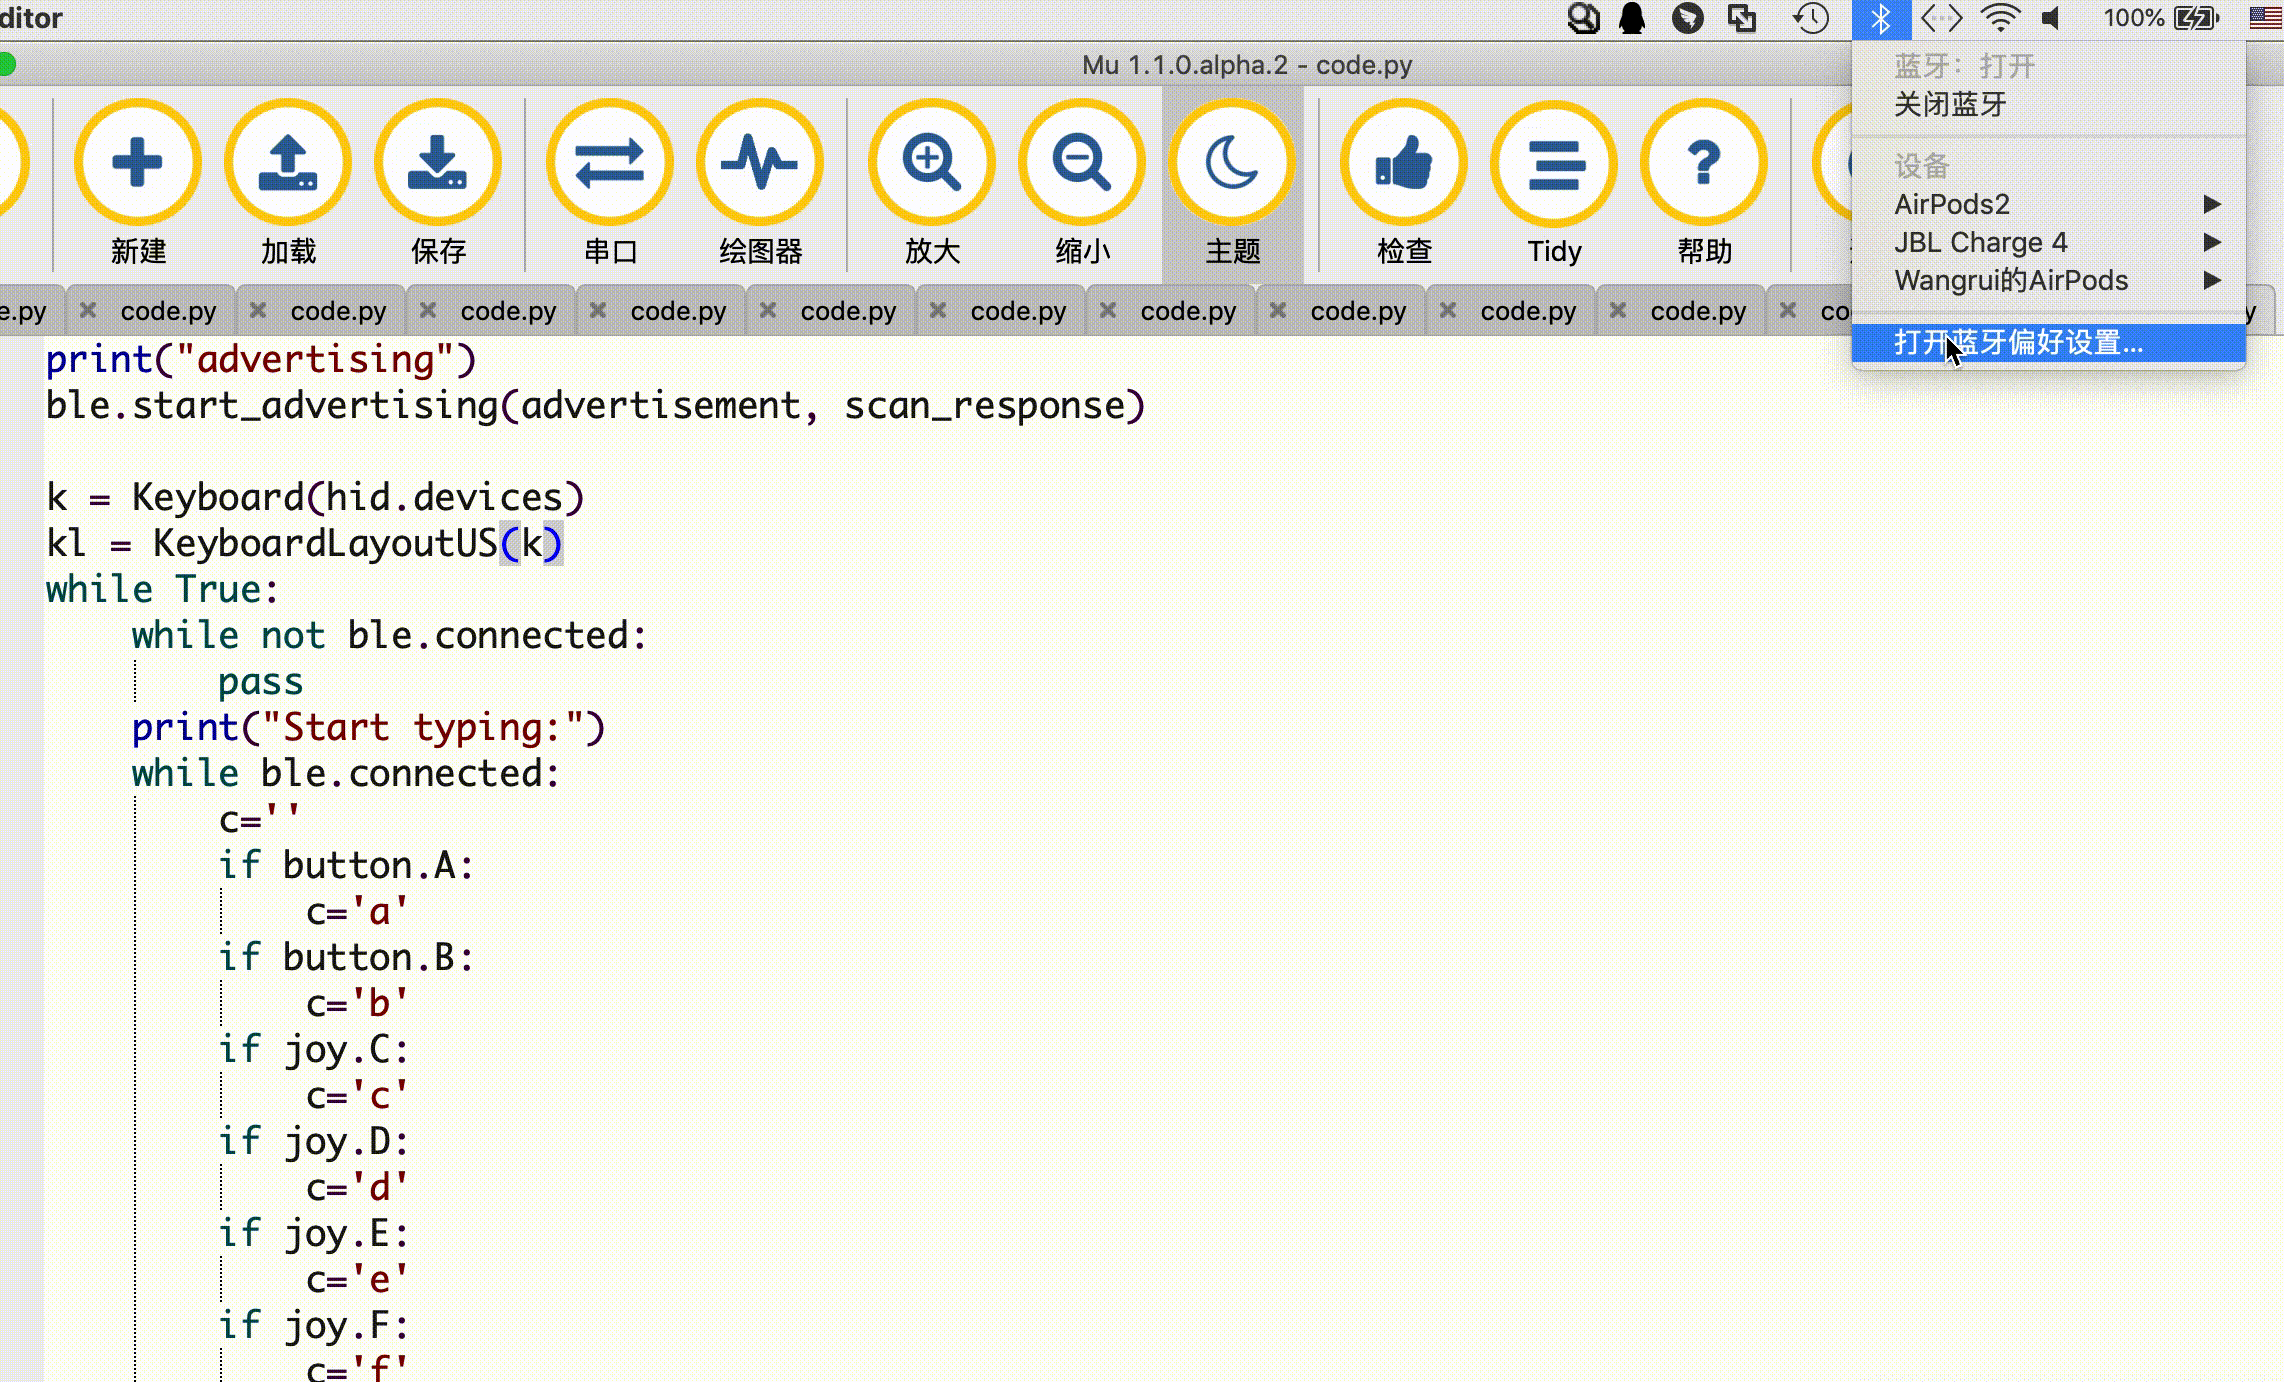 ditor
100%
Mu 1.1.0.alpha.2 - code.py
新建
加载
保存
串口
绘图器
放大
缩小
主题
检查
Tidy
帮助
e.py
code.py
code.py
code.py
code.py
code.py
code.py
code.py
code.py
code.py
code.py
co
y
蓝牙：打开
关闭蓝牙
设备
AirPods2
JBL Charge 4
Wangrui的AirPods
打开蓝牙偏好设置...
print("advertising")
ble.start_advertising(advertisement, scan_response)
k = Keyboard(hid.devices)
kl = KeyboardLayoutUS(k)
while True:
    while not ble.connected:
        pass
    print("Start typing:")
    while ble.connected:
        c=''
        if button.A:
            c='a'
        if button.B:
            c='b'
        if joy.C:
            c='c'
        if joy.D:
            c='d'
        if joy.E:
            c='e'
        if joy.F:
            c='f'